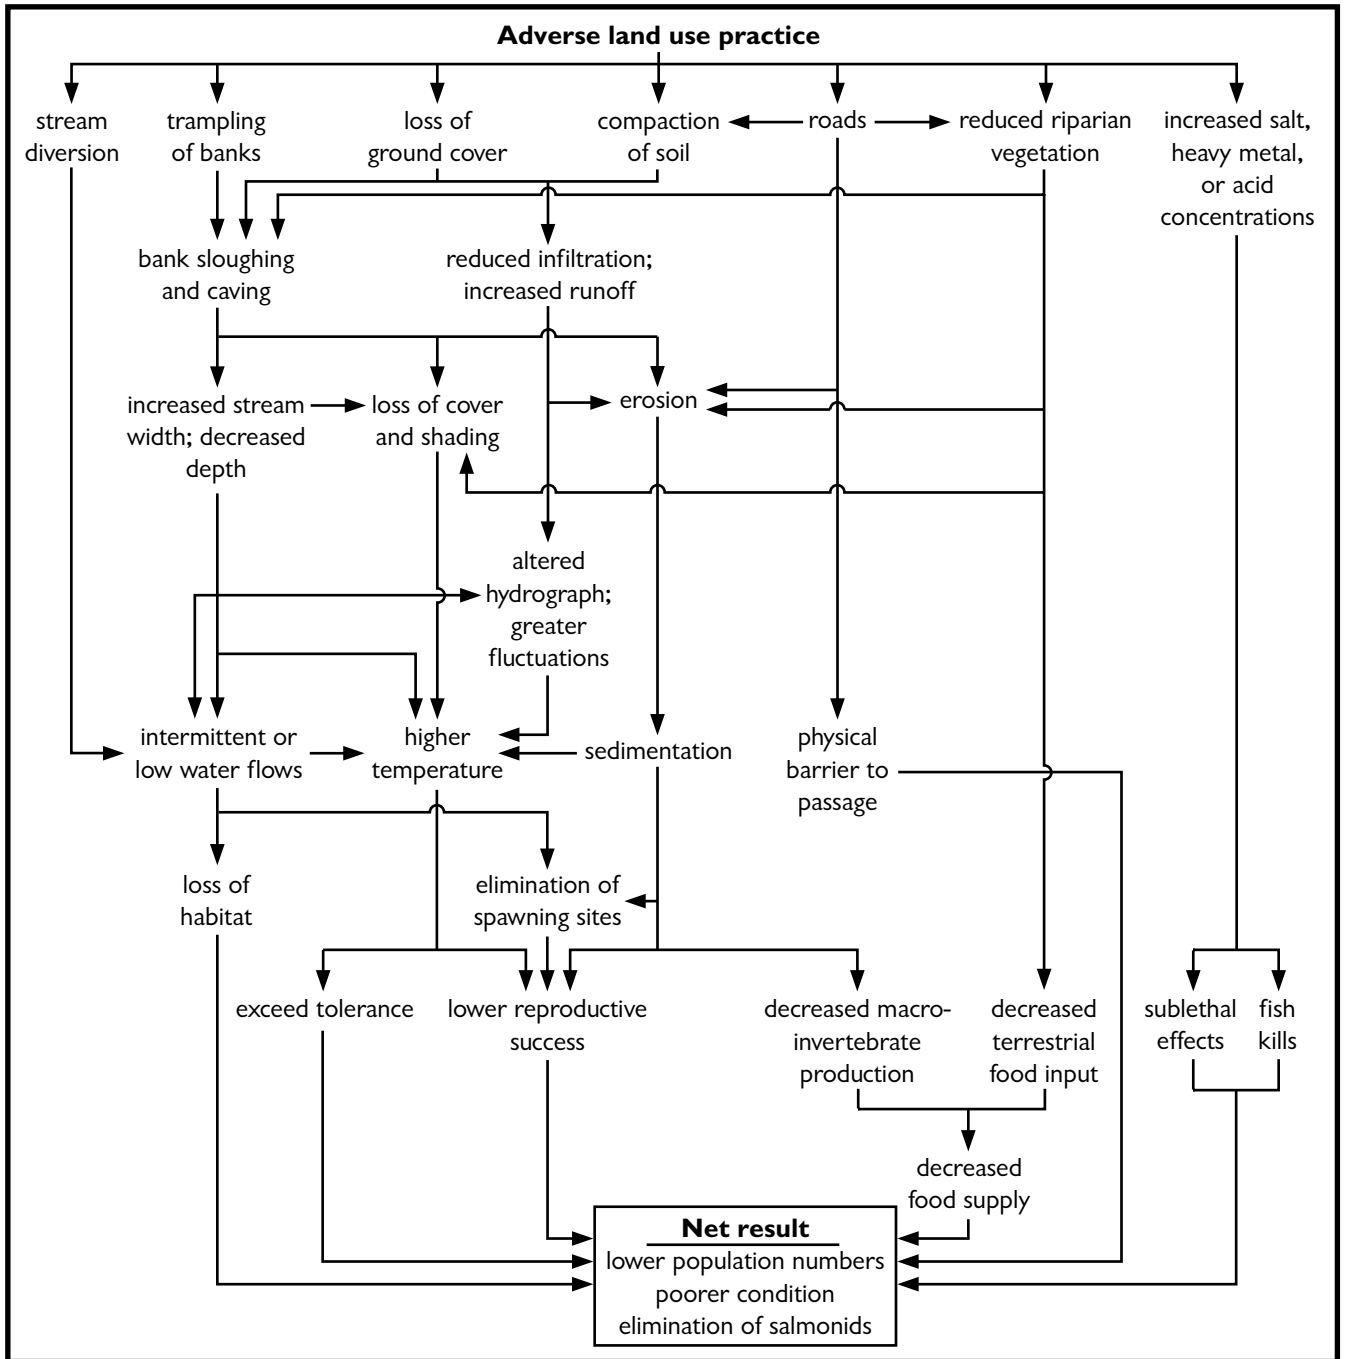 Adverse land use practice
stream
diversion
trampling
of banks
loss of
ground cover
compaction
of soil
roads
reduced riparian
vegetation
increased salt,
heavy metal,
or acid
concentrations
bank sloughing
and caving
reduced infiltration;
increased runoff
increased stream
width; decreased
depth
loss of cover
and shading
erosion
altered
hydrograph;
greater
fluctuations
intermittent or
low water flows
higher
temperature
sedimentation
physical
barrier to
passage
loss of
habitat
elimination of
spawning sites
exceed tolerance
lower reproductive
success
decreased macro-
invertebrate
production
decreased
terrestrial
food input
sublethal
effects
fish
kills
decreased
food supply
Net result
lower population numbers
poorer condition
elimination of salmonids